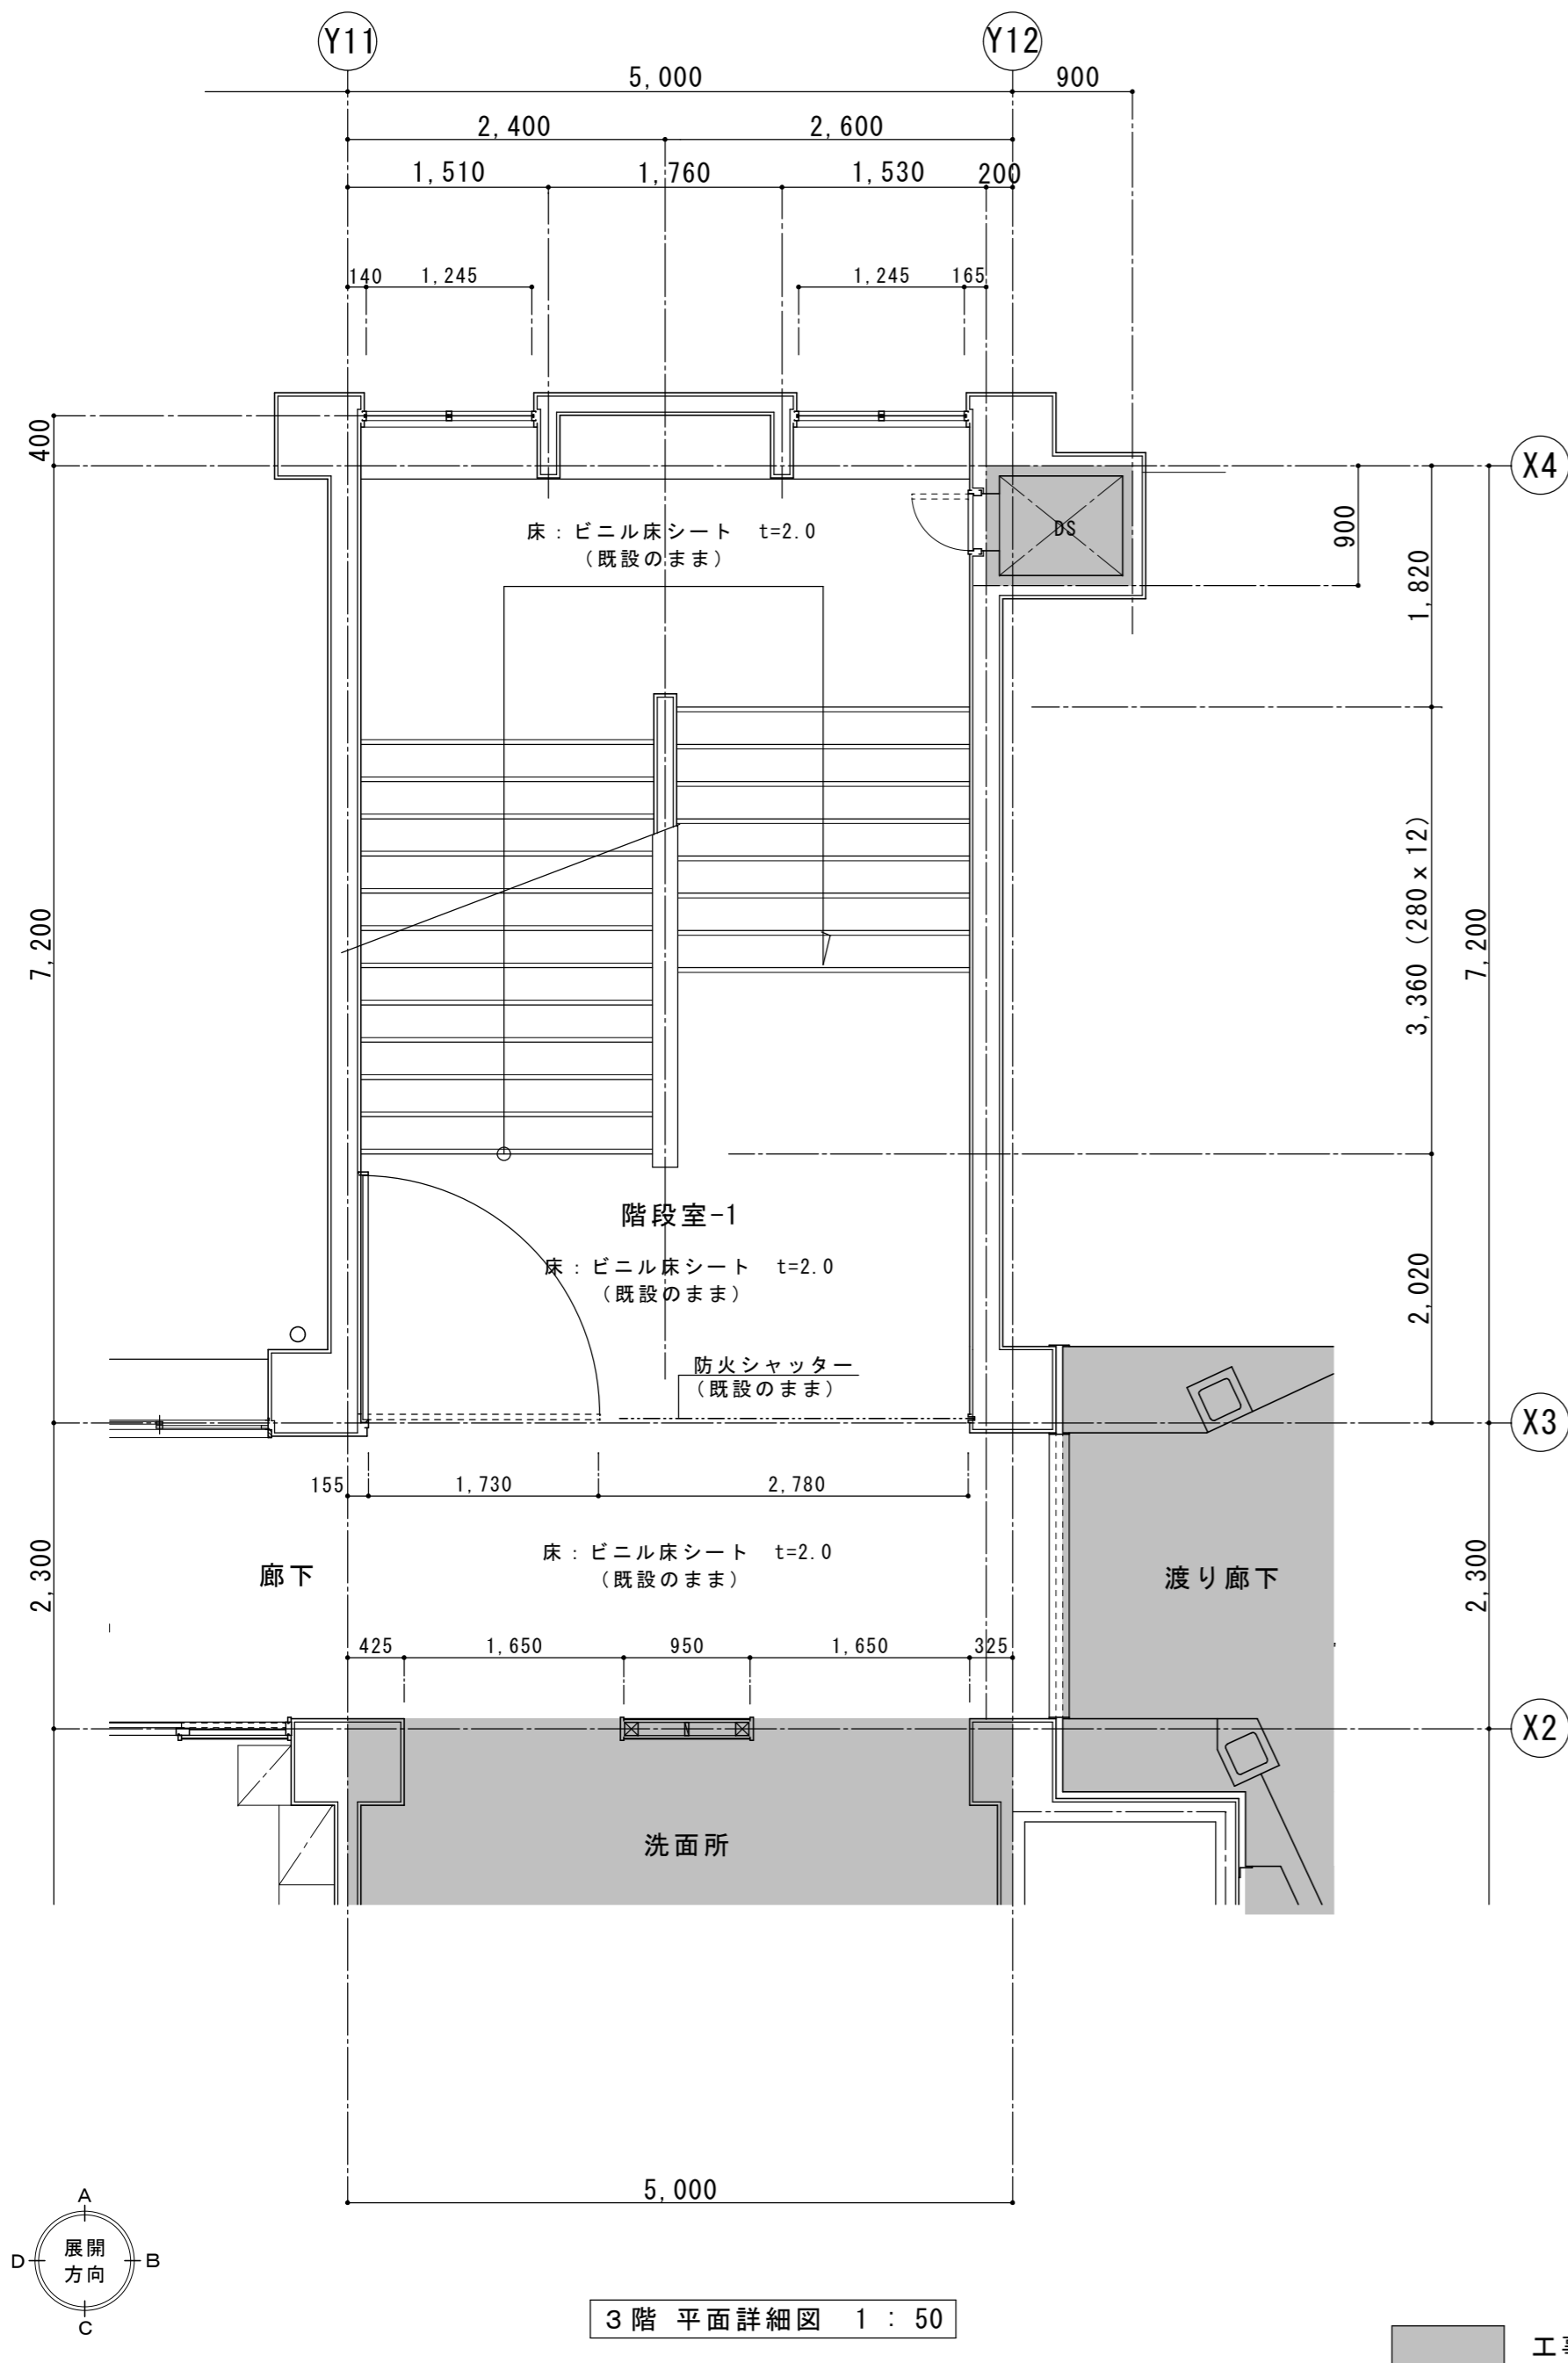 Y11
Y12
5,000
900
2,400
2,600
1,510
1,760
1,530
200
140
1,245
1,245
165
400
X4
床：ビニル床シート　t=2.0
（既設のまま）
DS
900
1,820
7,200
3,360 (280×12)
7,200
階段室-1
床：ビニル床シート　t=2.0
（既設のまま）
2,020
防火シャッター
（既設のまま）
X3
155
1,730
2,780
2,300
廊下
床：ビニル床シート　t=2.0
（既設のまま）
渡り廊下
2,300
425
1,650
950
1,650
325
N
X2
洗面所
5,000
A
D
展開
方向
B
C
3階 平面詳細図　1 : 50
工